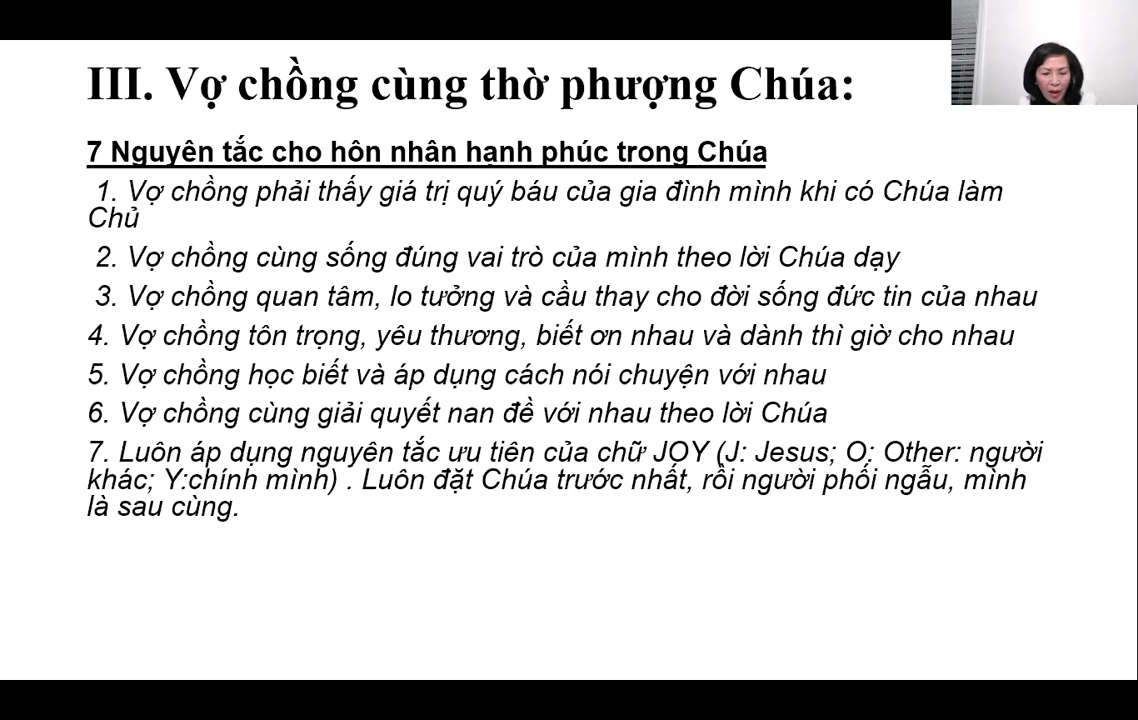 III. Vợ chồng cùng thờ phượng Chúa:
7 Nguyên tắc cho hôn nhân hạnh phúc trong Chúa
1. Vợ chồng phải thấy giá trị quý báu của gia đình mình khi có Chúa làm
Chủ
2. Vợ chồng cùng sống đúng vai trò của mình theo lời Chúa dạy
3. Vợ chồng quan tâm, lo tưởng và cầu thay cho đời sống đức tin của nhau
4. Vợ chồng tôn trọng, yêu thương, biết ơn nhau và dành thì giờ cho nhau
5. Vợ chồng học biết và áp dụng cách nói chuyện với nhau
6. Vợ chồng cùng giải quyết nan đề với nhau theo lời Chúa
7. Luôn áp dụng nguyên tắc ưu tiên của chữ JOY (J: Jesus; O: Other: người
khác; Y:chính mình) . Luôn đặt Chúa trước nhất, rồi người phối ngẫu, mình
là sau cùng.